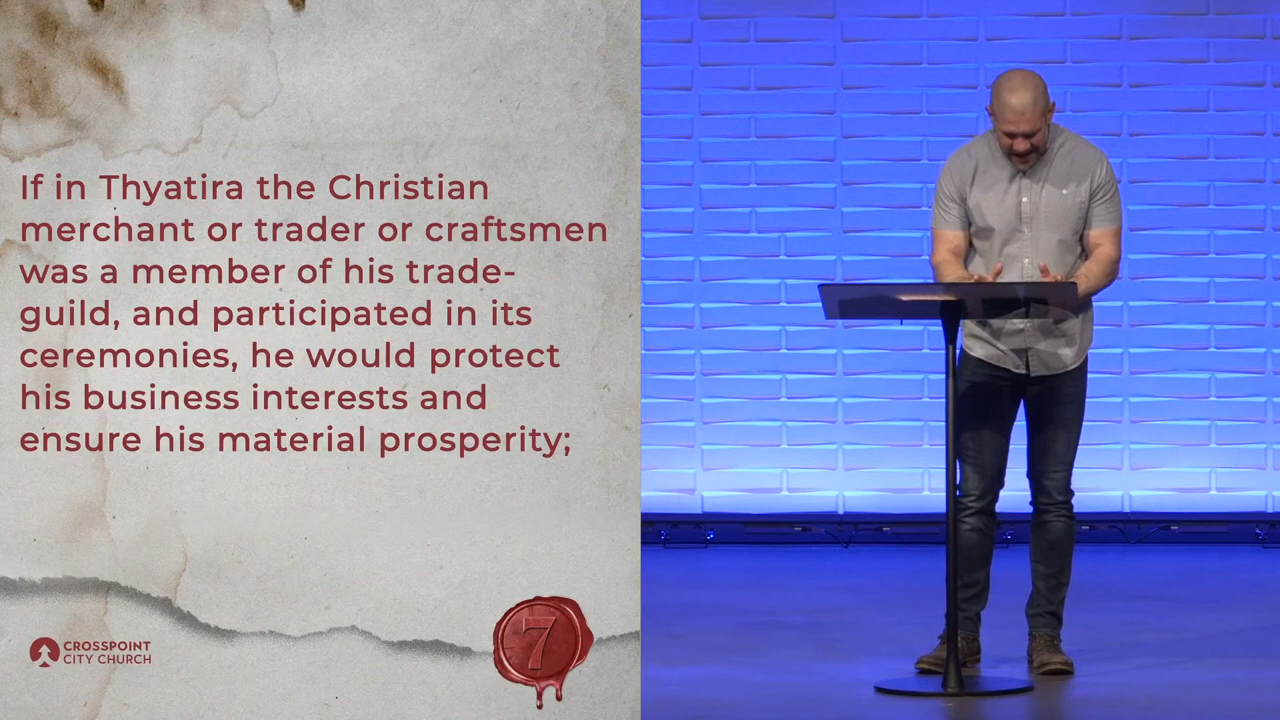 If in Thyatira the Christian
merchant or trader or craftsmen
was a member of his trade-
guild, and participated in its
ceremonies, he would protect
his business interests and
ensure his material prosperity;
CROSSPOINT
CITY CHURCH
7